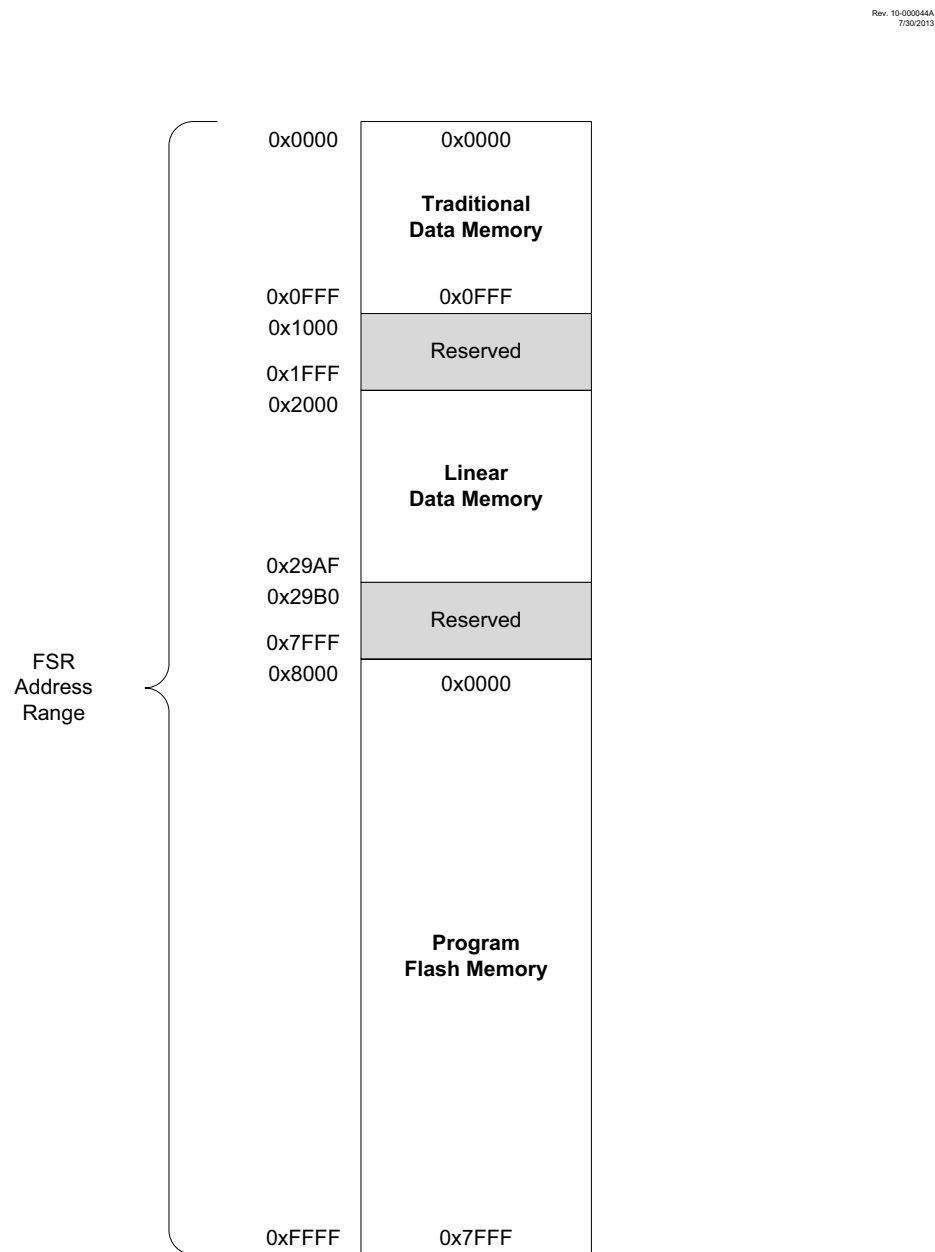 Rev. 10-000044A
7/30/2013
0x0000 0x0000
Traditional
Data Memory
0x0FFF 0x0FFF
0x1000
Reserved
0x1FFF
0x2000
Linear
Data Memory
0x29AF
0x29B0
Reserved
0x7FFF
0x8000 0x0000
FSR
Address
Range
Program
Flash Memory
0xFFFF 0x7FFF